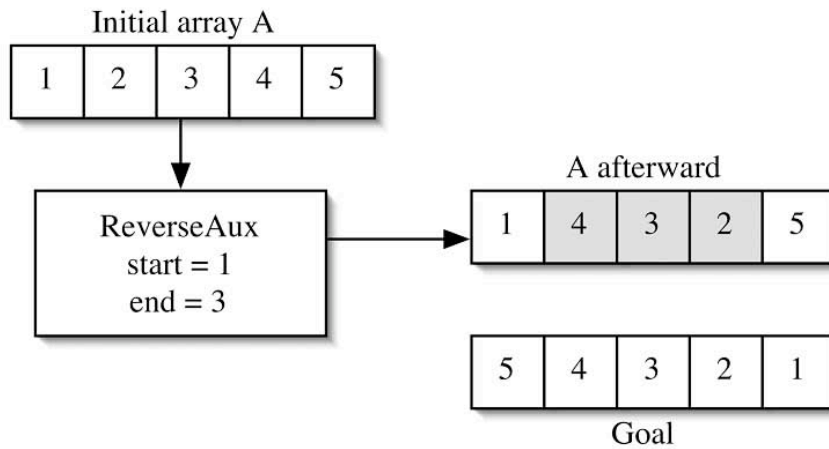 Initial array A
1 2 3 4 5
A afterward
ReverseAux
start = 1
end = 3
1 4 3 2 5
5 4 3 2 1
Goal